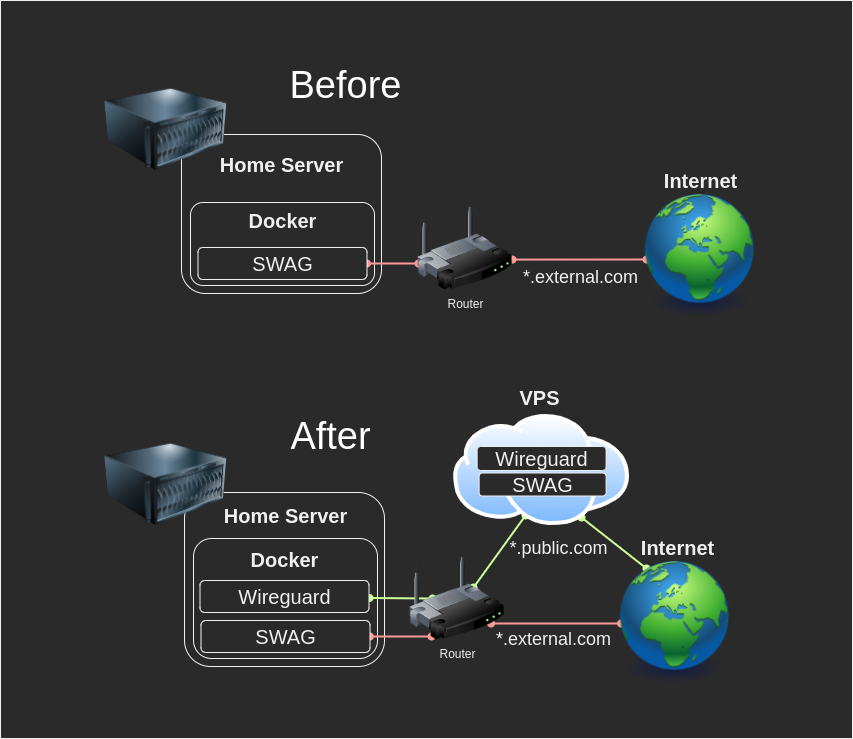 Before
Home Server
Internet
Docker
SWAG
*.external.com
Router
VPS
After
Wireguard
SWAG
Home Server
*.public.com
Internet
Docker
Wireguard
SWAG
*.external.com
Router